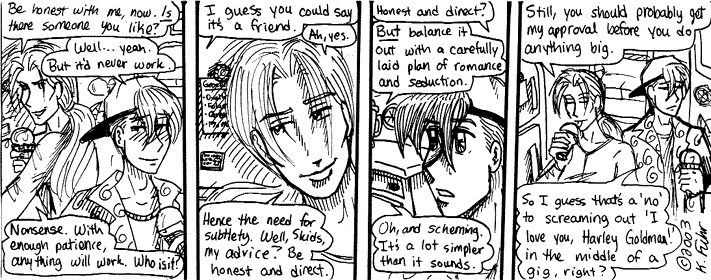 Be honest with me, now. Is
there someone you like?
Well... yeah.
But it'd never work.
Nonsense. With
enough patience,
anything will work. Who is it?
I guess you could say
it's a friend.
Ah, yes.
Hence the need for
subtlety. Well, Skids,
my advice? Be
honest and direct.
Honest and direct?
But balance it
out with a carefully
laid plan of romance
and seduction.
Oh, and scheming.
It's a lot simpler
than it sounds.
Still, you should probably get
my approval before you do
anything big.
So I guess that's a 'no'
to screaming out 'I
love you, Harley Goldman!'
in the middle of a
gig, right?
©2003